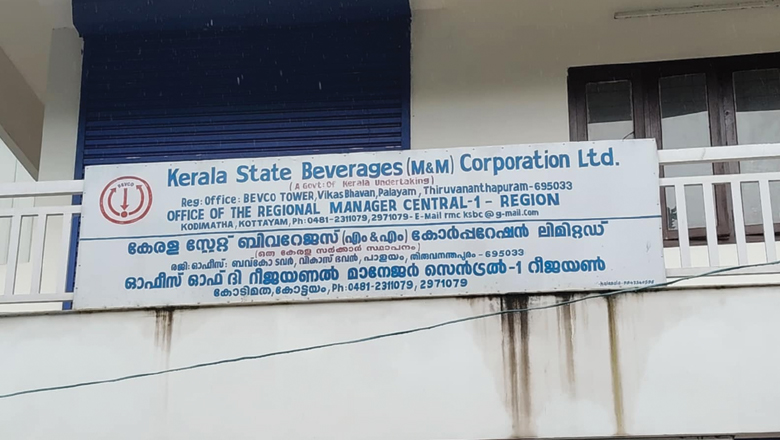 BEVCO
Kerala State Beverages (M&M) Corporation Ltd.
(A Govt: Of Kerala Undertaking)
Reg: Office: BEVCO TOWER, Vikas Bhavan, Palayam, Thiruvananthapuram-695033
OFFICE OF THE REGIONAL MANAGER CENTRAL-1 - REGION
KODIMATHA, KOTTAYAM, Ph: 0481-2311079, 2971079 - E-Mail rmc ksbc@g-mail.com
കേരള സ്റ്റേറ്റ് ബിവറേജസ് (എം&എം) കോർപ്പറേഷൻ ലിമിറ്റഡ്
(ഒരു കേരള സർക്കാർ സ്ഥാപനം)
രജി: ഓഫീസ്: ബവ്കോ ടവർ, വികാസ് ഭവൻ, പാളയം, തിരുവനന്തപുരം - 695033
ഓഫീസ് ഓഫ് ദി റീജയണൽ മാനേജർ സെൻട്രൽ-1 റീജയൺ
കോടിമത, കോട്ടയം, Ph: 0481-2311079, 2971079